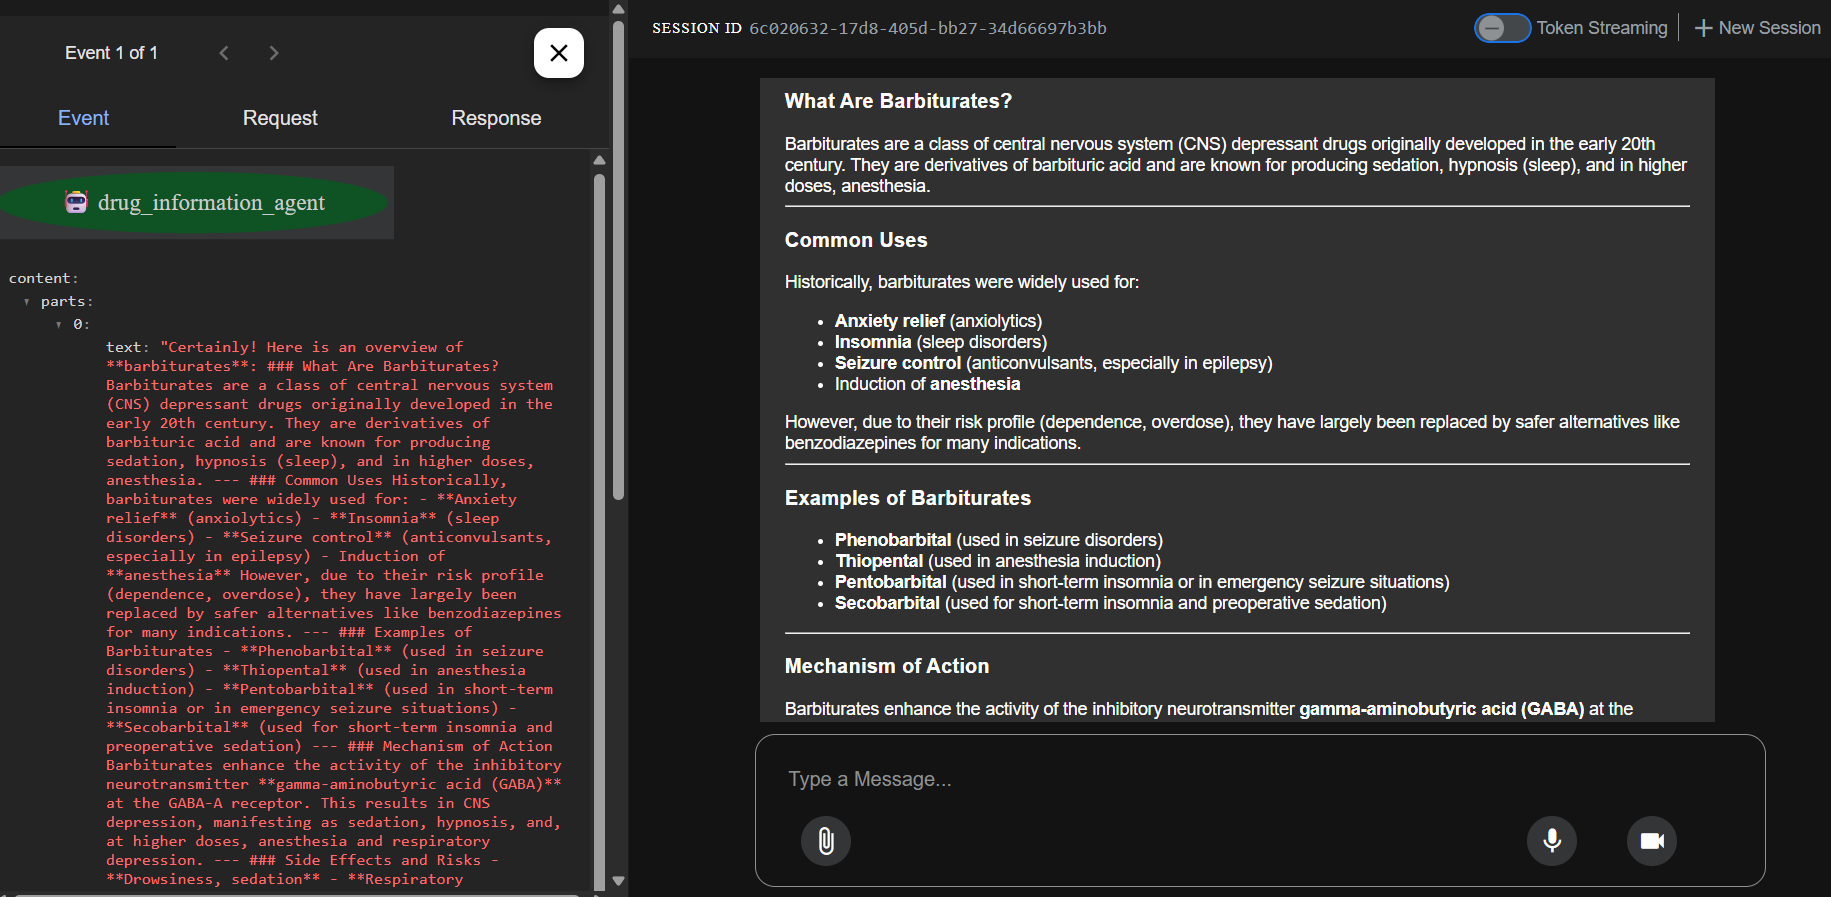 Event 1 of 1
Event Request Response
drug_information_agent
content:
parts:
0:
text: "Certainly! Here is an overview of
**barbiturates**: ### What Are Barbiturates?
Barbiturates are a class of central nervous system
(CNS) depressant drugs originally developed in the
early 20th century. They are derivatives of
barbituric acid and are known for producing
sedation, hypnosis (sleep), and in higher doses,
anesthesia. --- ### Common Uses Historically,
barbiturates were widely used for: - **Anxiety
relief** (anxiolytics) - **Insomnia** (sleep
disorders) - **Seizure control** (anticonvulsants,
especially in epilepsy) - Induction of
**anesthesia** However, due to their risk profile
(dependence, overdose), they have largely been
replaced by safer alternatives like benzodiazepines
for many indications. --- ### Examples of
Barbiturates - **Phenobarbital** (used in seizure
disorders) - **Thiopental** (used in anesthesia
induction) - **Pentobarbital** (used in short-term
insomnia or in emergency seizure situations) -
**Secobarbital** (used for short-term insomnia and
preoperative sedation) --- ### Mechanism of Action
Barbiturates enhance the activity of the inhibitory
neurotransmitter **gamma-aminobutyric acid (GABA)**
at the GABA-A receptor. This results in CNS
depression, manifesting as sedation, hypnosis, and,
at higher doses, anesthesia and respiratory
depression. --- ### Side Effects and Risks -
**Drowsiness, sedation** - **Respiratory
SESSION ID 6c020632-17d8-405d-bb27-34d66697b3bb
Token Streaming
New Session
What Are Barbiturates?
Barbiturates are a class of central nervous system (CNS) depressant drugs originally developed in the early 20th
century. They are derivatives of barbituric acid and are known for producing sedation, hypnosis (sleep), and in higher
doses, anesthesia.
Common Uses
Historically, barbiturates were widely used for:
• Anxiety relief (anxiolytics)
• Insomnia (sleep disorders)
• Seizure control (anticonvulsants, especially in epilepsy)
• Induction of anesthesia
However, due to their risk profile (dependence, overdose), they have largely been replaced by safer alternatives like
benzodiazepines for many indications.
Examples of Barbiturates
• Phenobarbital (used in seizure disorders)
• Thiopental (used in anesthesia induction)
• Pentobarbital (used in short-term insomnia or in emergency seizure situations)
• Secobarbital (used for short-term insomnia and preoperative sedation)
Mechanism of Action
Barbiturates enhance the activity of the inhibitory neurotransmitter gamma-aminobutyric acid (GABA) at the
Type a Message...